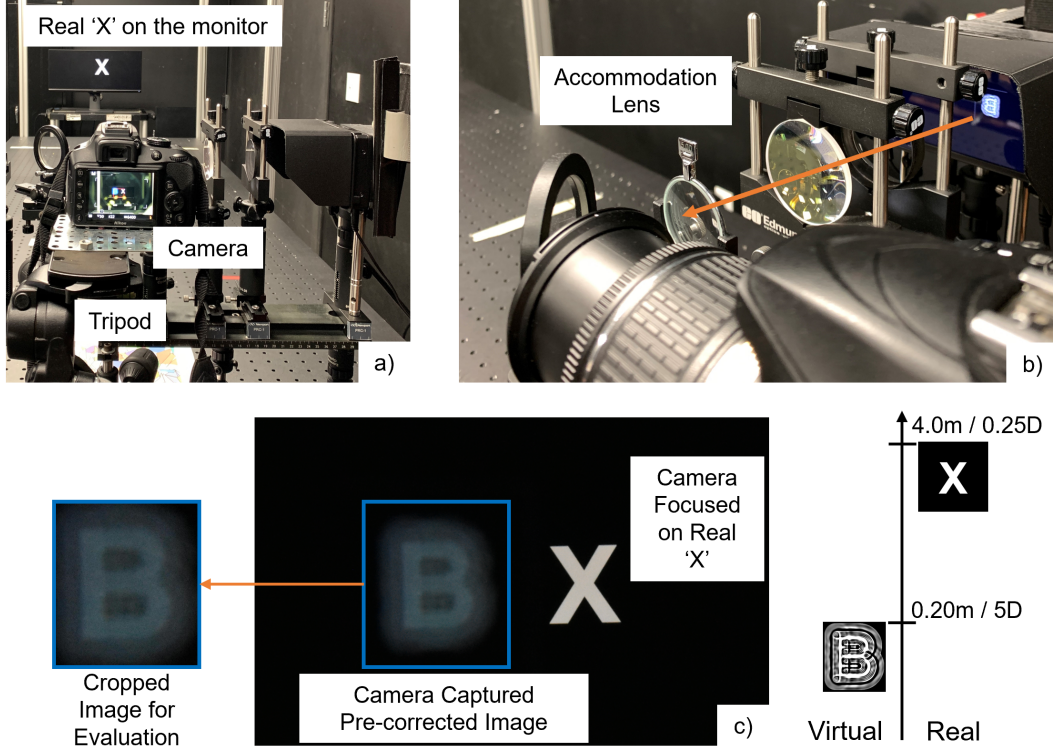 Real ‘X’ on the monitor
X
Camera
Tripod
a)
Accommodation
Lens
B
Edmu
b)
4.0m / 0.25D
X
Camera
Focused
on Real
‘X’
B
B
X
0.20m / 5D
B
Cropped
Image for
Evaluation
Camera Captured
Pre-corrected Image
c)
Virtual
Real